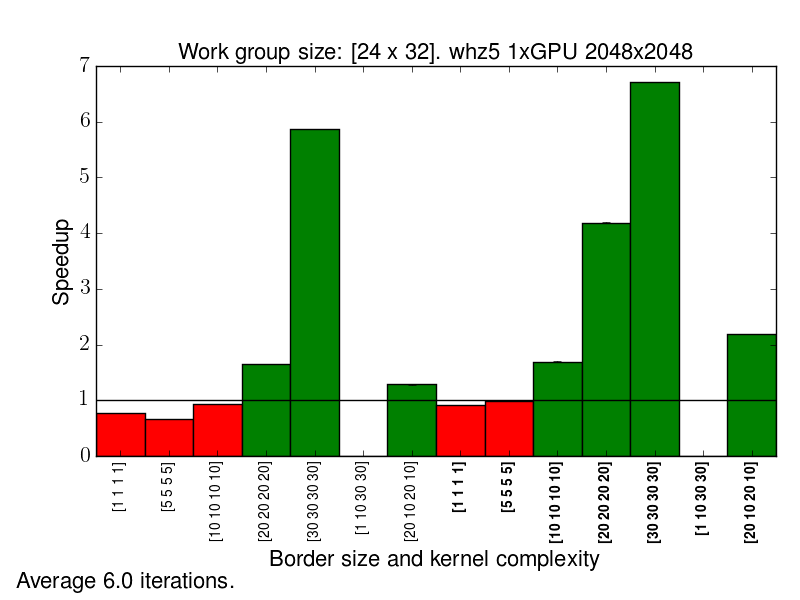 Work group size: [24 x 32]. whz5 1xGPU 2048x2048
7
6
5
4
3
2
1
0
Speedup
[1 1 1 1]
[5 5 5 5]
[10 10 10 10]
[20 20 20 20]
[30 30 30 30]
[1 10 30 30]
[20 10 20 10]
[1 1 1 1]
[5 5 5 5]
[10 10 10 10]
[20 20 20 20]
[30 30 30 30]
[1 10 30 30]
[20 10 20 10]
Border size and kernel complexity
Average 6.0 iterations.